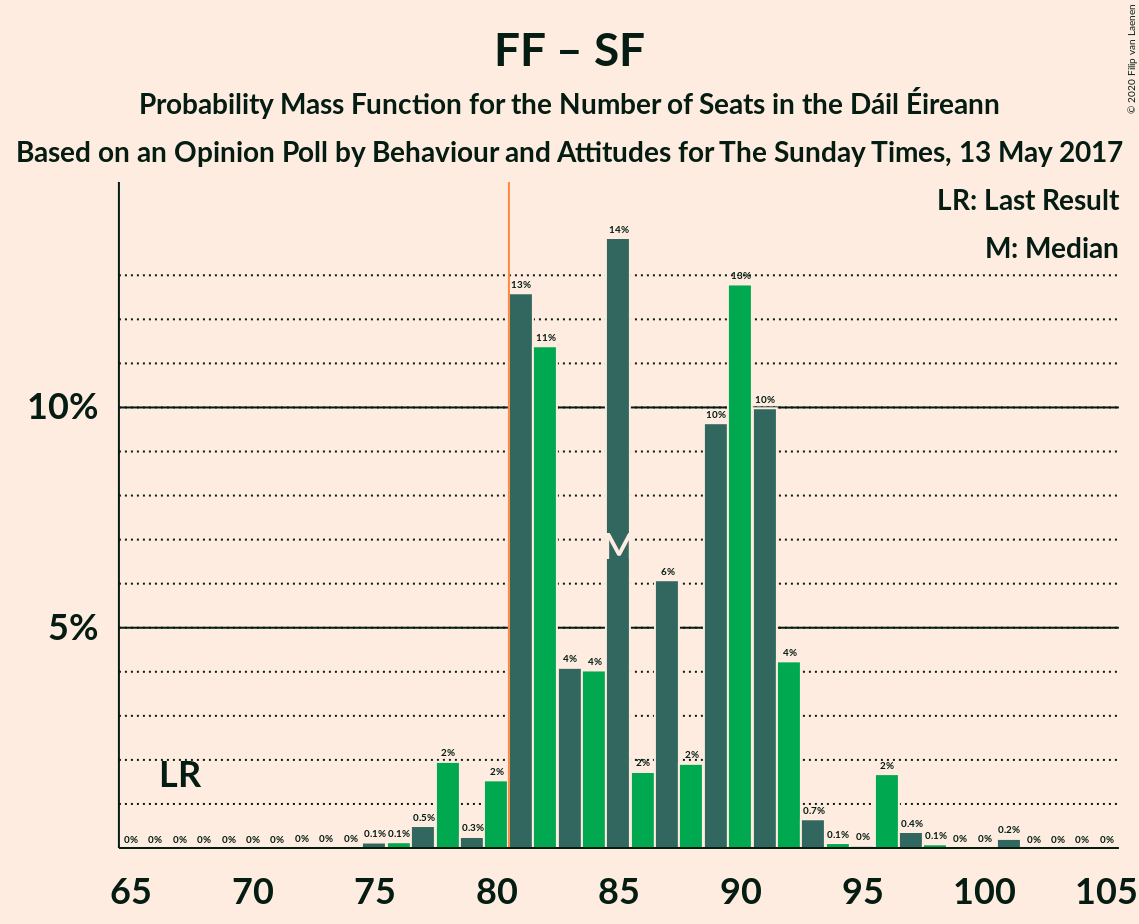 FF – SF
Probability Mass Function for the Number of Seats in the Dáil Éireann
Based on an Opinion Poll by Behaviour and Attitudes for The Sunday Times, 13 May 2017
© 2020 Filip van Laenen
LR: Last Result
M: Median
10%
5%
LR
M
0% 0% 0% 0% 0% 0% 0% 0% 0% 0% 0.1% 0.1% 0.5% 2% 0.3% 2% 13% 11% 4% 4% 14% 2% 6% 2% 10% 13% 10% 4% 0.7% 0.1% 0% 2% 0.4% 0.1% 0% 0% 0.2% 0% 0% 0% 0%
65 70 75 80 85 90 95 100 105